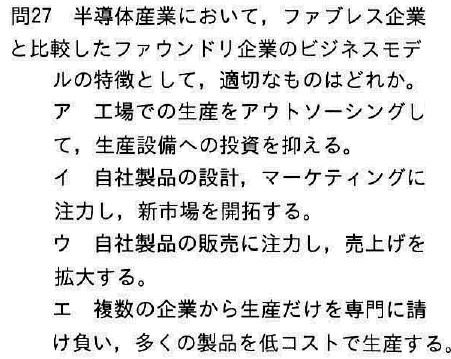 問27　半導体産業において，ファブレス企業
と比較したファウンドリ企業のビジネスモデ
ルの特徴として，適切なものはどれか。
ア　工場での生産をアウトソーシングし
て，生産設備への投資を抑える。
イ　自社製品の設計，マーケティングに
注力し，新市場を開拓する。
ウ　自社製品の販売に注力し，売上げを
拡大する。
エ　複数の企業から生産だけを専門に請
け負い，多くの製品を低コストで生産する。